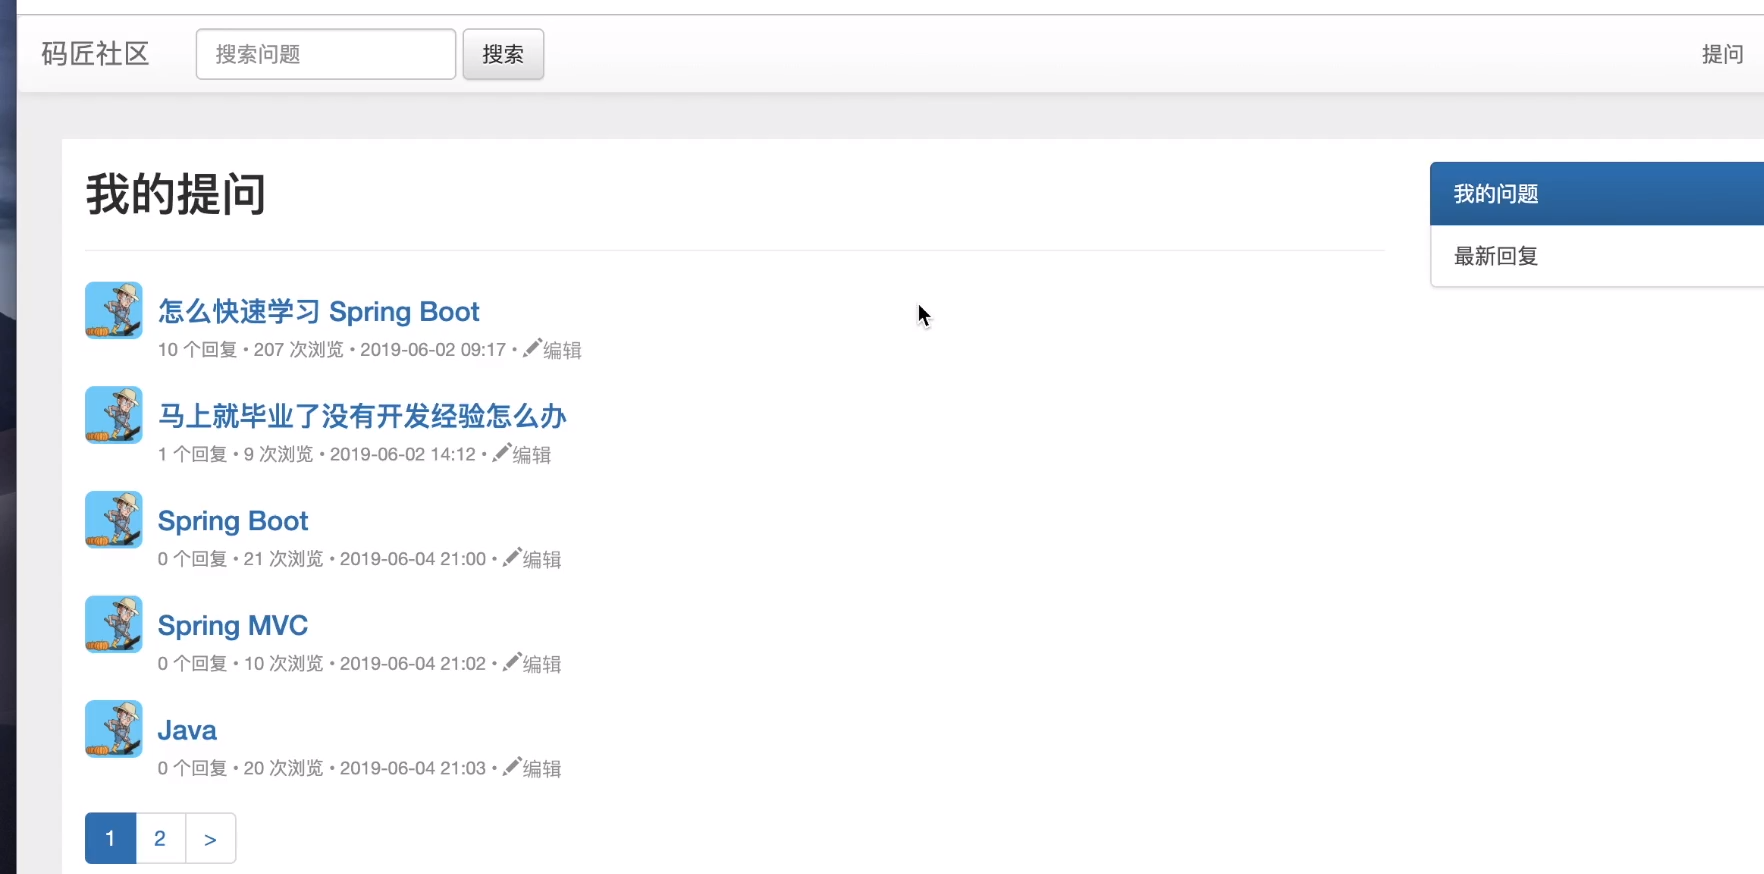 码匠社区 搜索问题 搜索 提问
我的提问
我的问题
最新回复
怎么快速学习 Spring Boot
10 个回复 • 207 次浏览 • 2019-06-02 09:17 • 编辑
马上就毕业了没有开发经验怎么办
1 个回复 • 9 次浏览 • 2019-06-02 14:12 • 编辑
Spring Boot
0 个回复 • 21 次浏览 • 2019-06-04 21:00 • 编辑
Spring MVC
0 个回复 • 10 次浏览 • 2019-06-04 21:02 • 编辑
Java
0 个回复 • 20 次浏览 • 2019-06-04 21:03 • 编辑
1 2 >